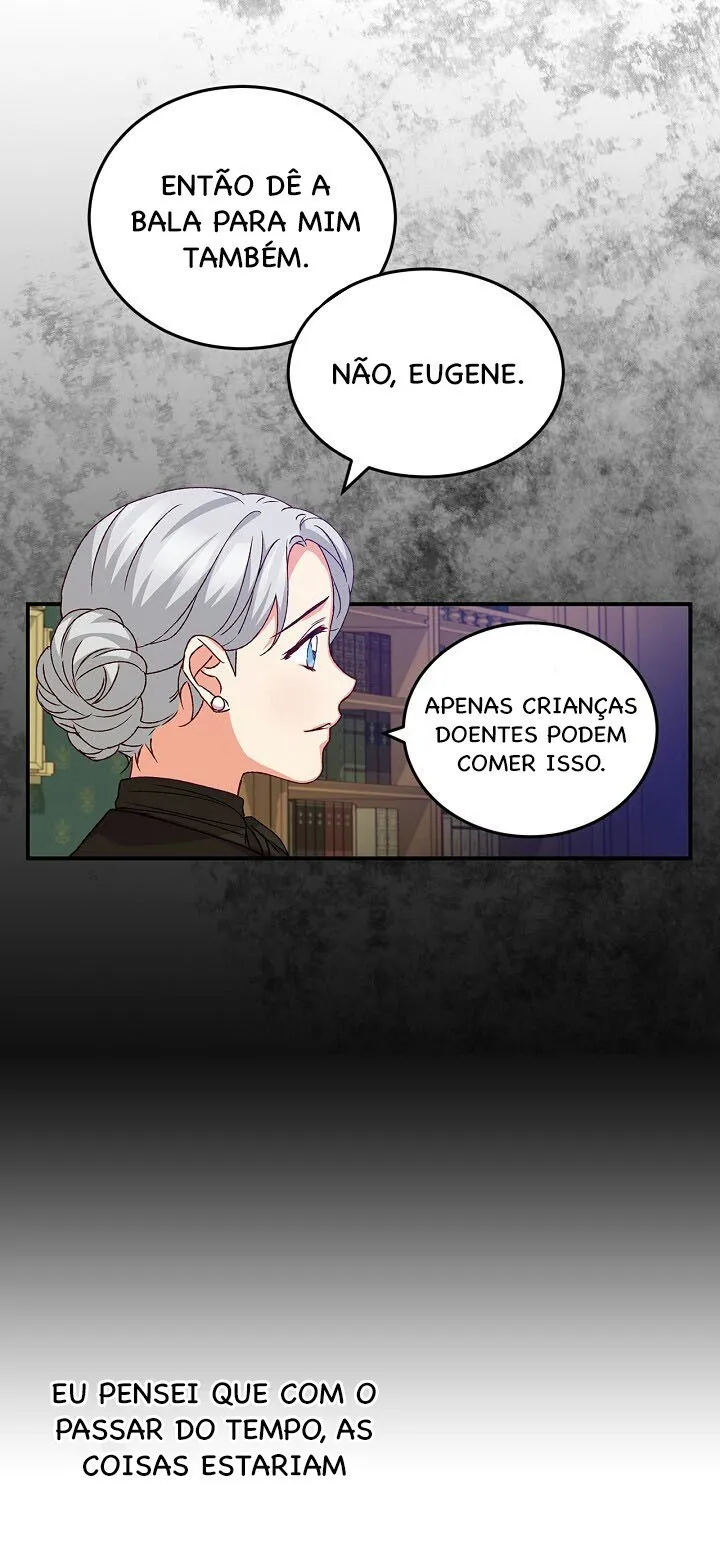 ENTÃO DÊ A
BALA PARA MIM
TAMBÉM.
NÃO, EUGENE.
APENAS CRIANÇAS
DOENTES PODEM
COMER ISSO.
EU PENSEI QUE COM O
PASSAR DO TEMPO, AS
COISAS ESTARIAM